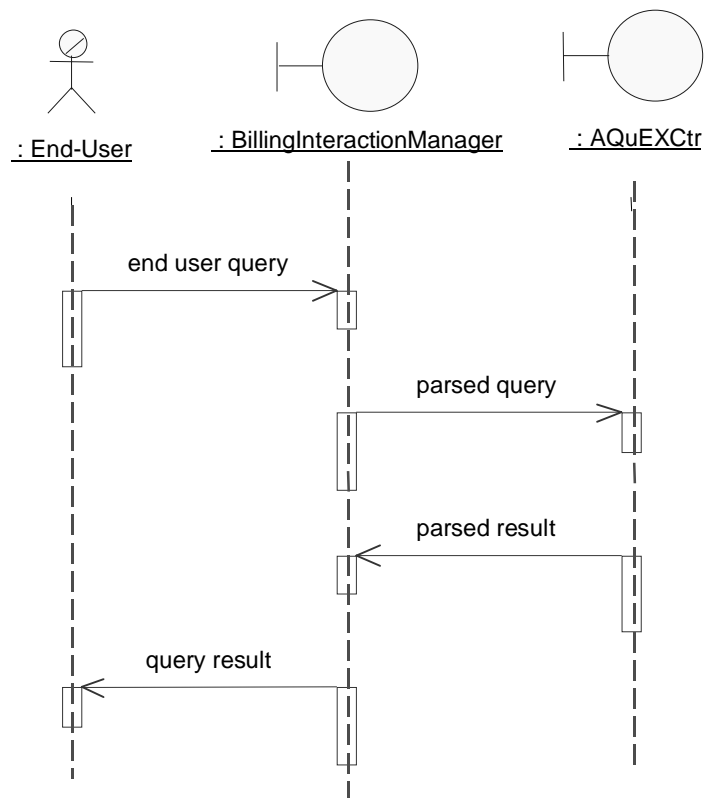 : End-User
: BillingInteractionManager
: AQuEXCtr
end user query
parsed query
parsed result
query result